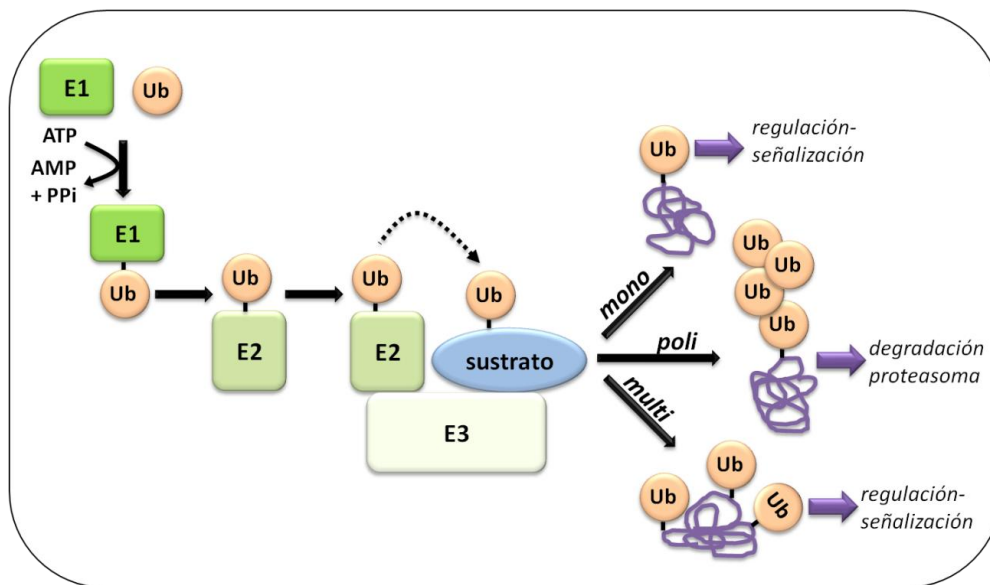 E1
Ub
ATP
AMP
+ PPi
E1
Ub
Ub
E2
Ub
E2
Ub
sustrato
E3
mono
poli
multi
Ub
regulación-
señalización
Ub
Ub
Ub
Ub
degradación
proteasoma
Ub
Ub
Ub
regulación-
señalización